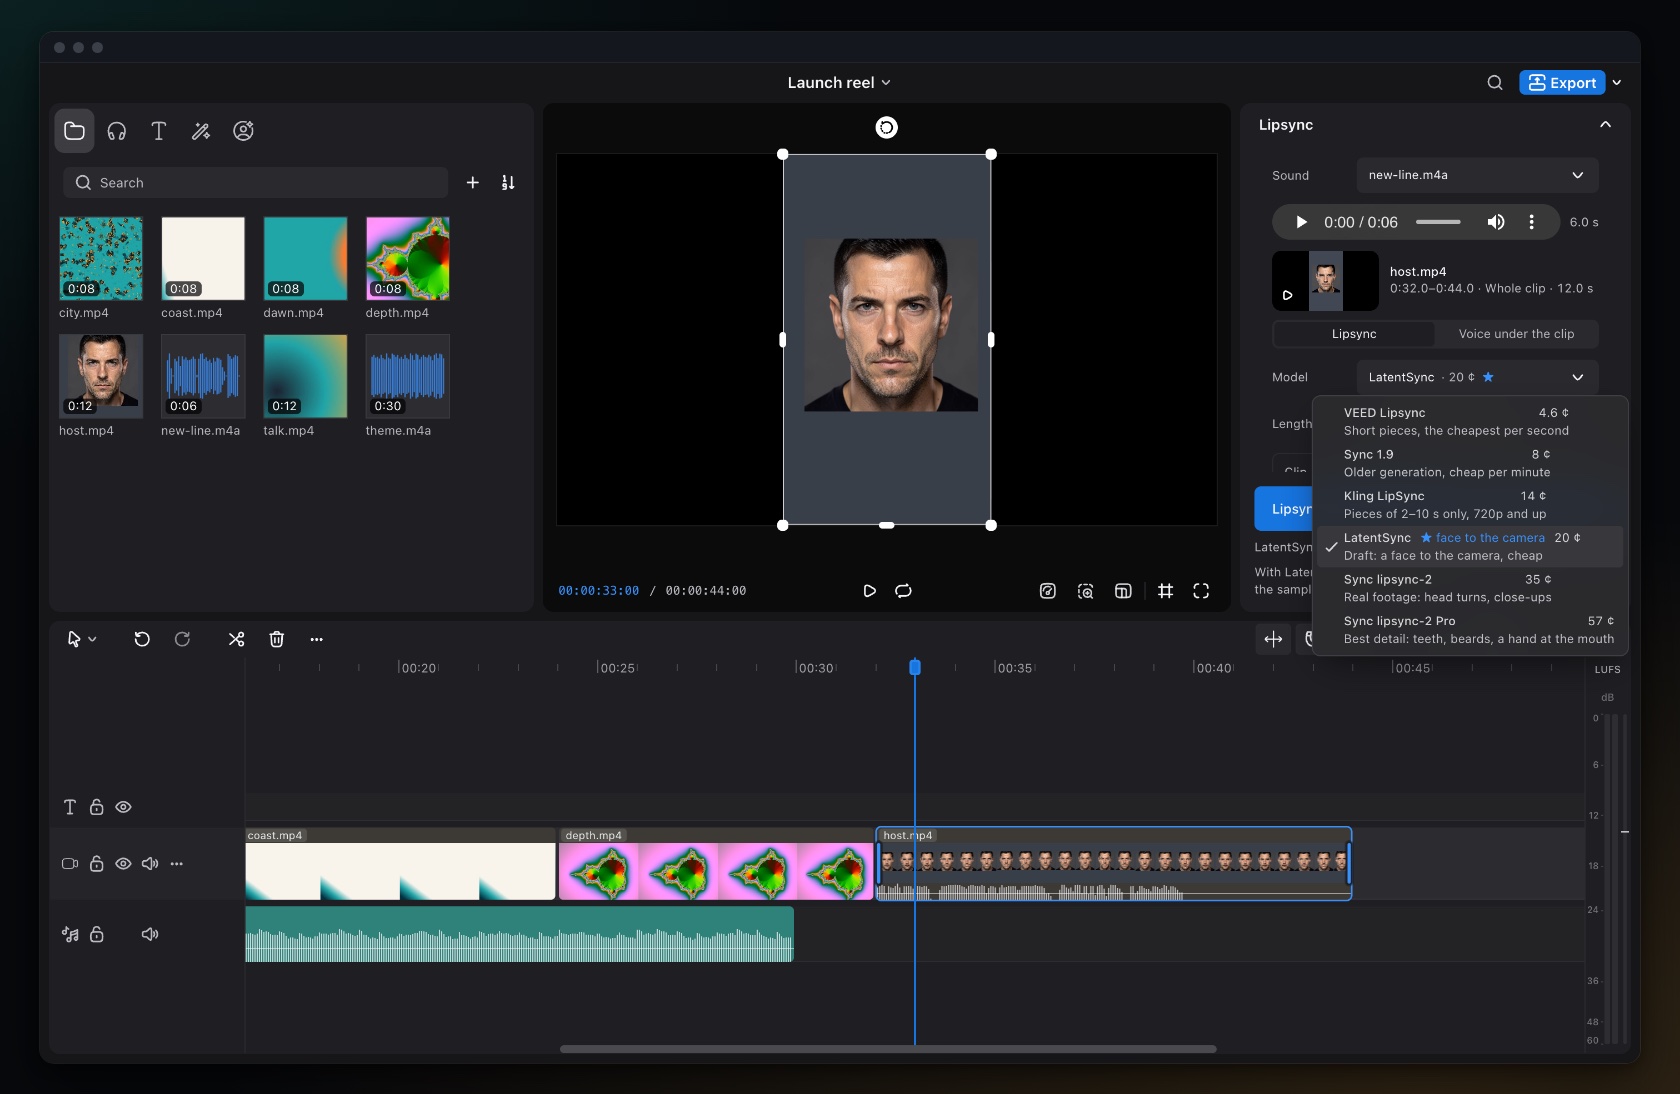 Launch reel
Export
Search
0:08
0:08
0:08
0:08
city.mp4
coast.mp4
dawn.mp4
depth.mp4
0:12
0:06
0:12
0:30
host.mp4
new-line.m4a
talk.mp4
theme.m4a
00:00:33:00 / 00:00:44:00
Lipsync
Sound
new-line.m4a
0:00 / 0:06
6.0 s
host.mp4
0:32.0–0:44.0 · Whole clip · 12.0 s
Lipsync
Voice under the clip
Model
LatentSync · 20 ¢ ★
Length
VEED Lipsync 4.6 ¢
Short pieces, the cheapest per second
Sync 1.9 8 ¢
Older generation, cheap per minute
Kling LipSync 14 ¢
Pieces of 2–10 s only, 720p and up
LatentSync ★ face to the camera 20 ¢
Draft: a face to the camera, cheap
Sync lipsync-2 35 ¢
Real footage: head turns, close-ups
Sync lipsync-2 Pro 57 ¢
Best detail: teeth, beards, a hand at the mouth
00:20
00:25
00:30
00:35
00:40
00:45
LUFS
dB
0
6
12
18
24
36
48
60
coast.mp4
depth.mp4
host.mp4